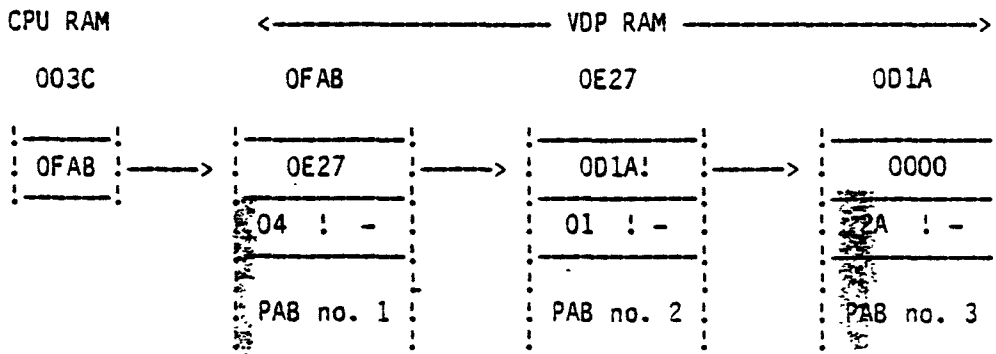 CPU RAM <---------------- VDP RAM ------------------>
003C 0FAB 0E27 0D1A
0FAB ----> 0E27 ----> 0D1A! ----> 0000
04 ! - 01 ! - 2A ! -
PAB no. 1 PAB no. 2 PAB no. 3